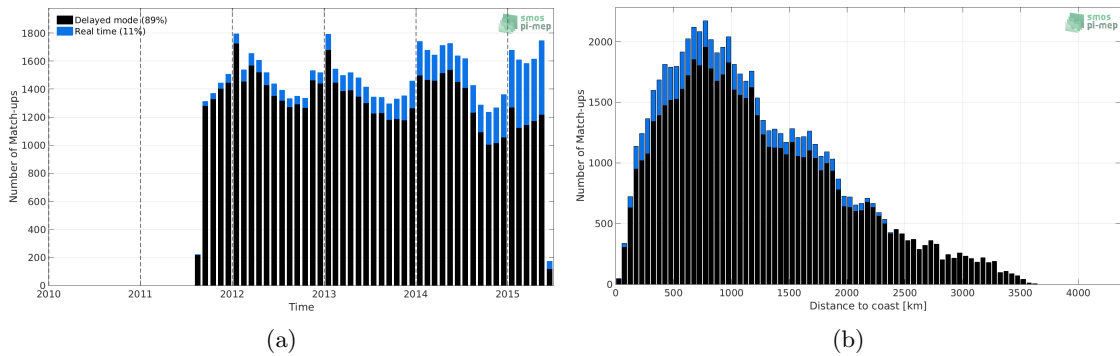 Delayed mode (89%)
Real time (11%)
smos
pi-mep
Number of Match-ups
1800
1600
1400
1200
1000
800
600
400
200
0
2010
2011
2012
2013
2014
2015
Time
(a)
smos
pi-mep
Number of Match-ups
2000
1500
1000
500
0
0
500
1000
1500
2000
2500
3000
3500
4000
Distance to coast [km]
(b)